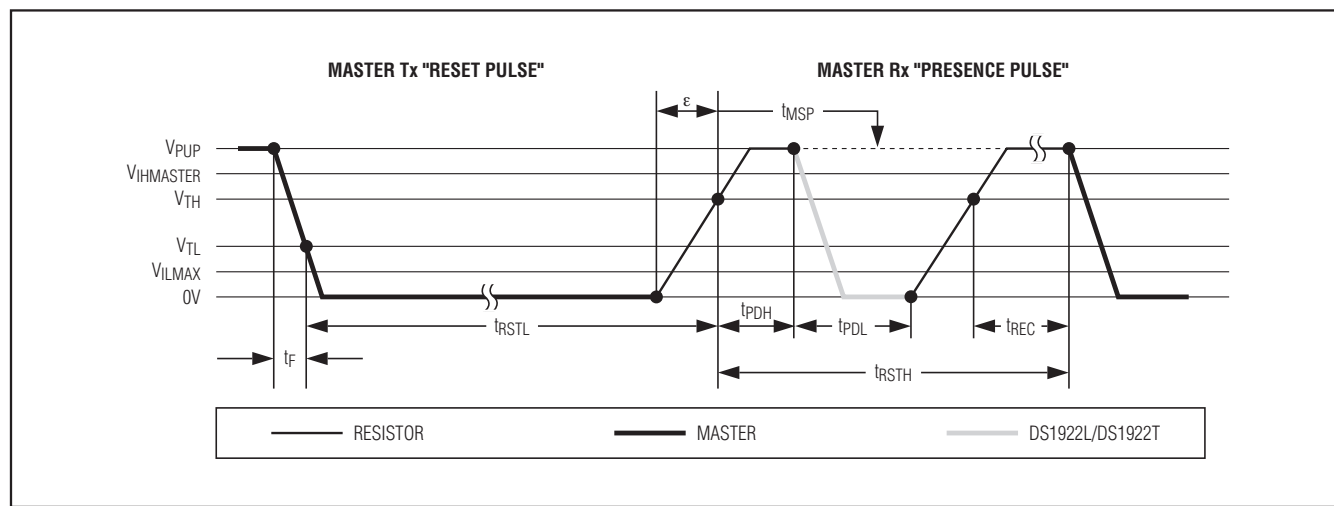 MASTER Tx "RESET PULSE"
MASTER Rx "PRESENCE PULSE"
ε
tMSP
VPUP
VIHMASTER
VTH
VTL
VILMAX
0V
tRSTL
tPDH
tPDL
tREC
tF
tRSTH
RESISTOR
MASTER
DS1922L/DS1922T